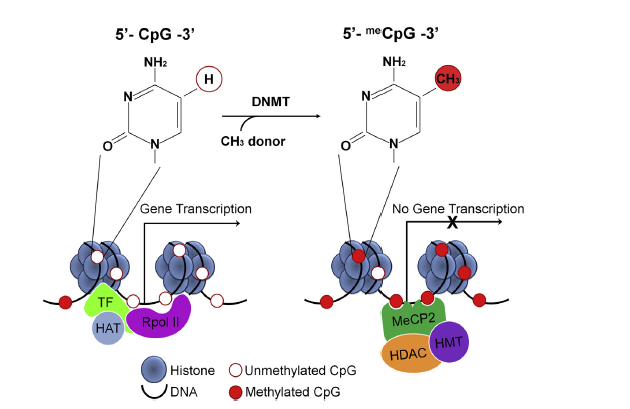 5'- CpG -3'
5'- meCpG -3'
NH₂
H
N
O
N
DNMT
CH₃ donor
NH₂
CH₃
N
O
N
Gene Transcription
No Gene Transcription
X
TF
HAT
Rpol II
MeCP2
HDAC
HMT
Histone
DNA
Unmethylated CpG
Methylated CpG